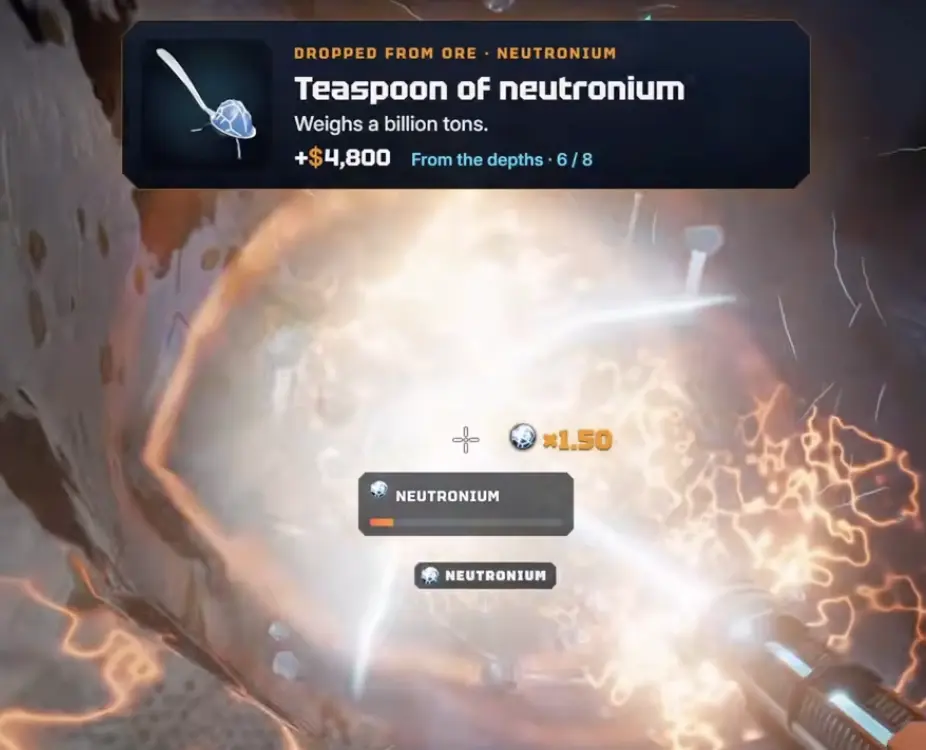 DROPPED FROM ORE · NEUTRONIUM
Teaspoon of neutronium
Weighs a billion tons.
+$4,800 From the depths · 6 / 8
×1.50
NEUTRONIUM
NEUTRONIUM